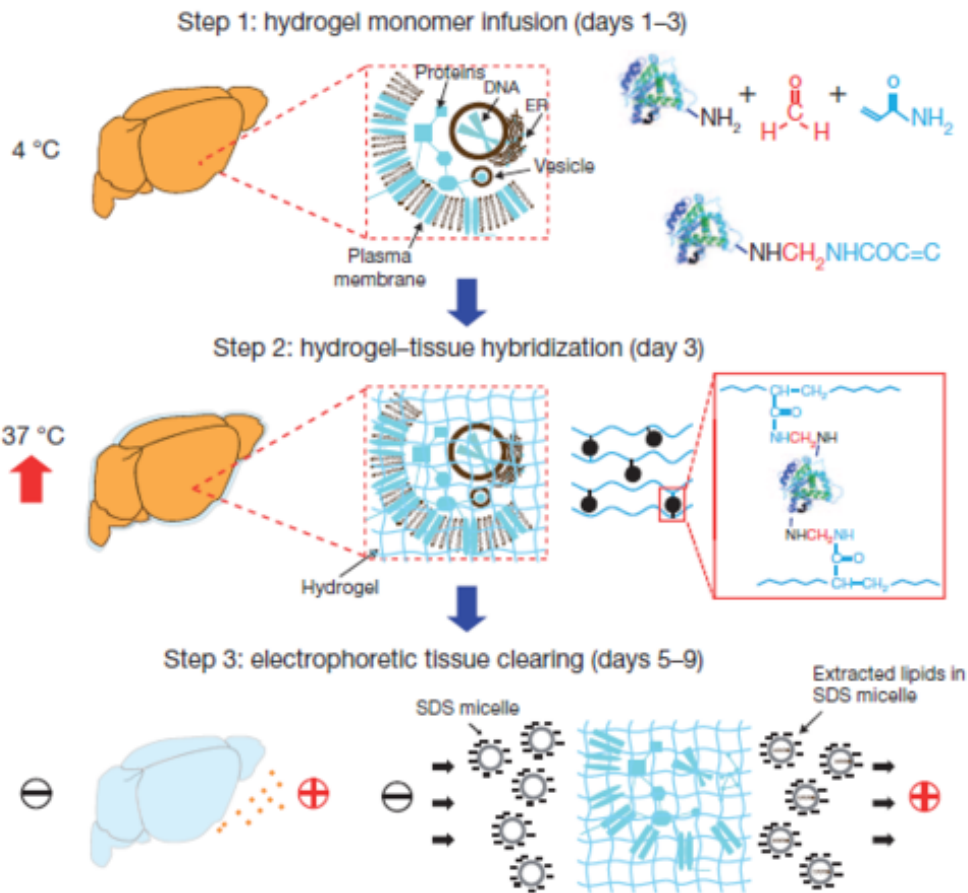 Step 1: hydrogel monomer infusion (days 1–3)
4 °C
Proteins
DNA
ER
Vesicle
Plasma
membrane
NH2 + H C O H + O NH2
NHCH2NHCOC=C
Step 2: hydrogel–tissue hybridization (day 3)
37 °C
Hydrogel
CH–CH2
C=O
NHCH2NH
NHCH2NH
C=O
CH–CH2
Step 3: electrophoretic tissue clearing (days 5–9)
SDS micelle
Extracted lipids in
SDS micelle